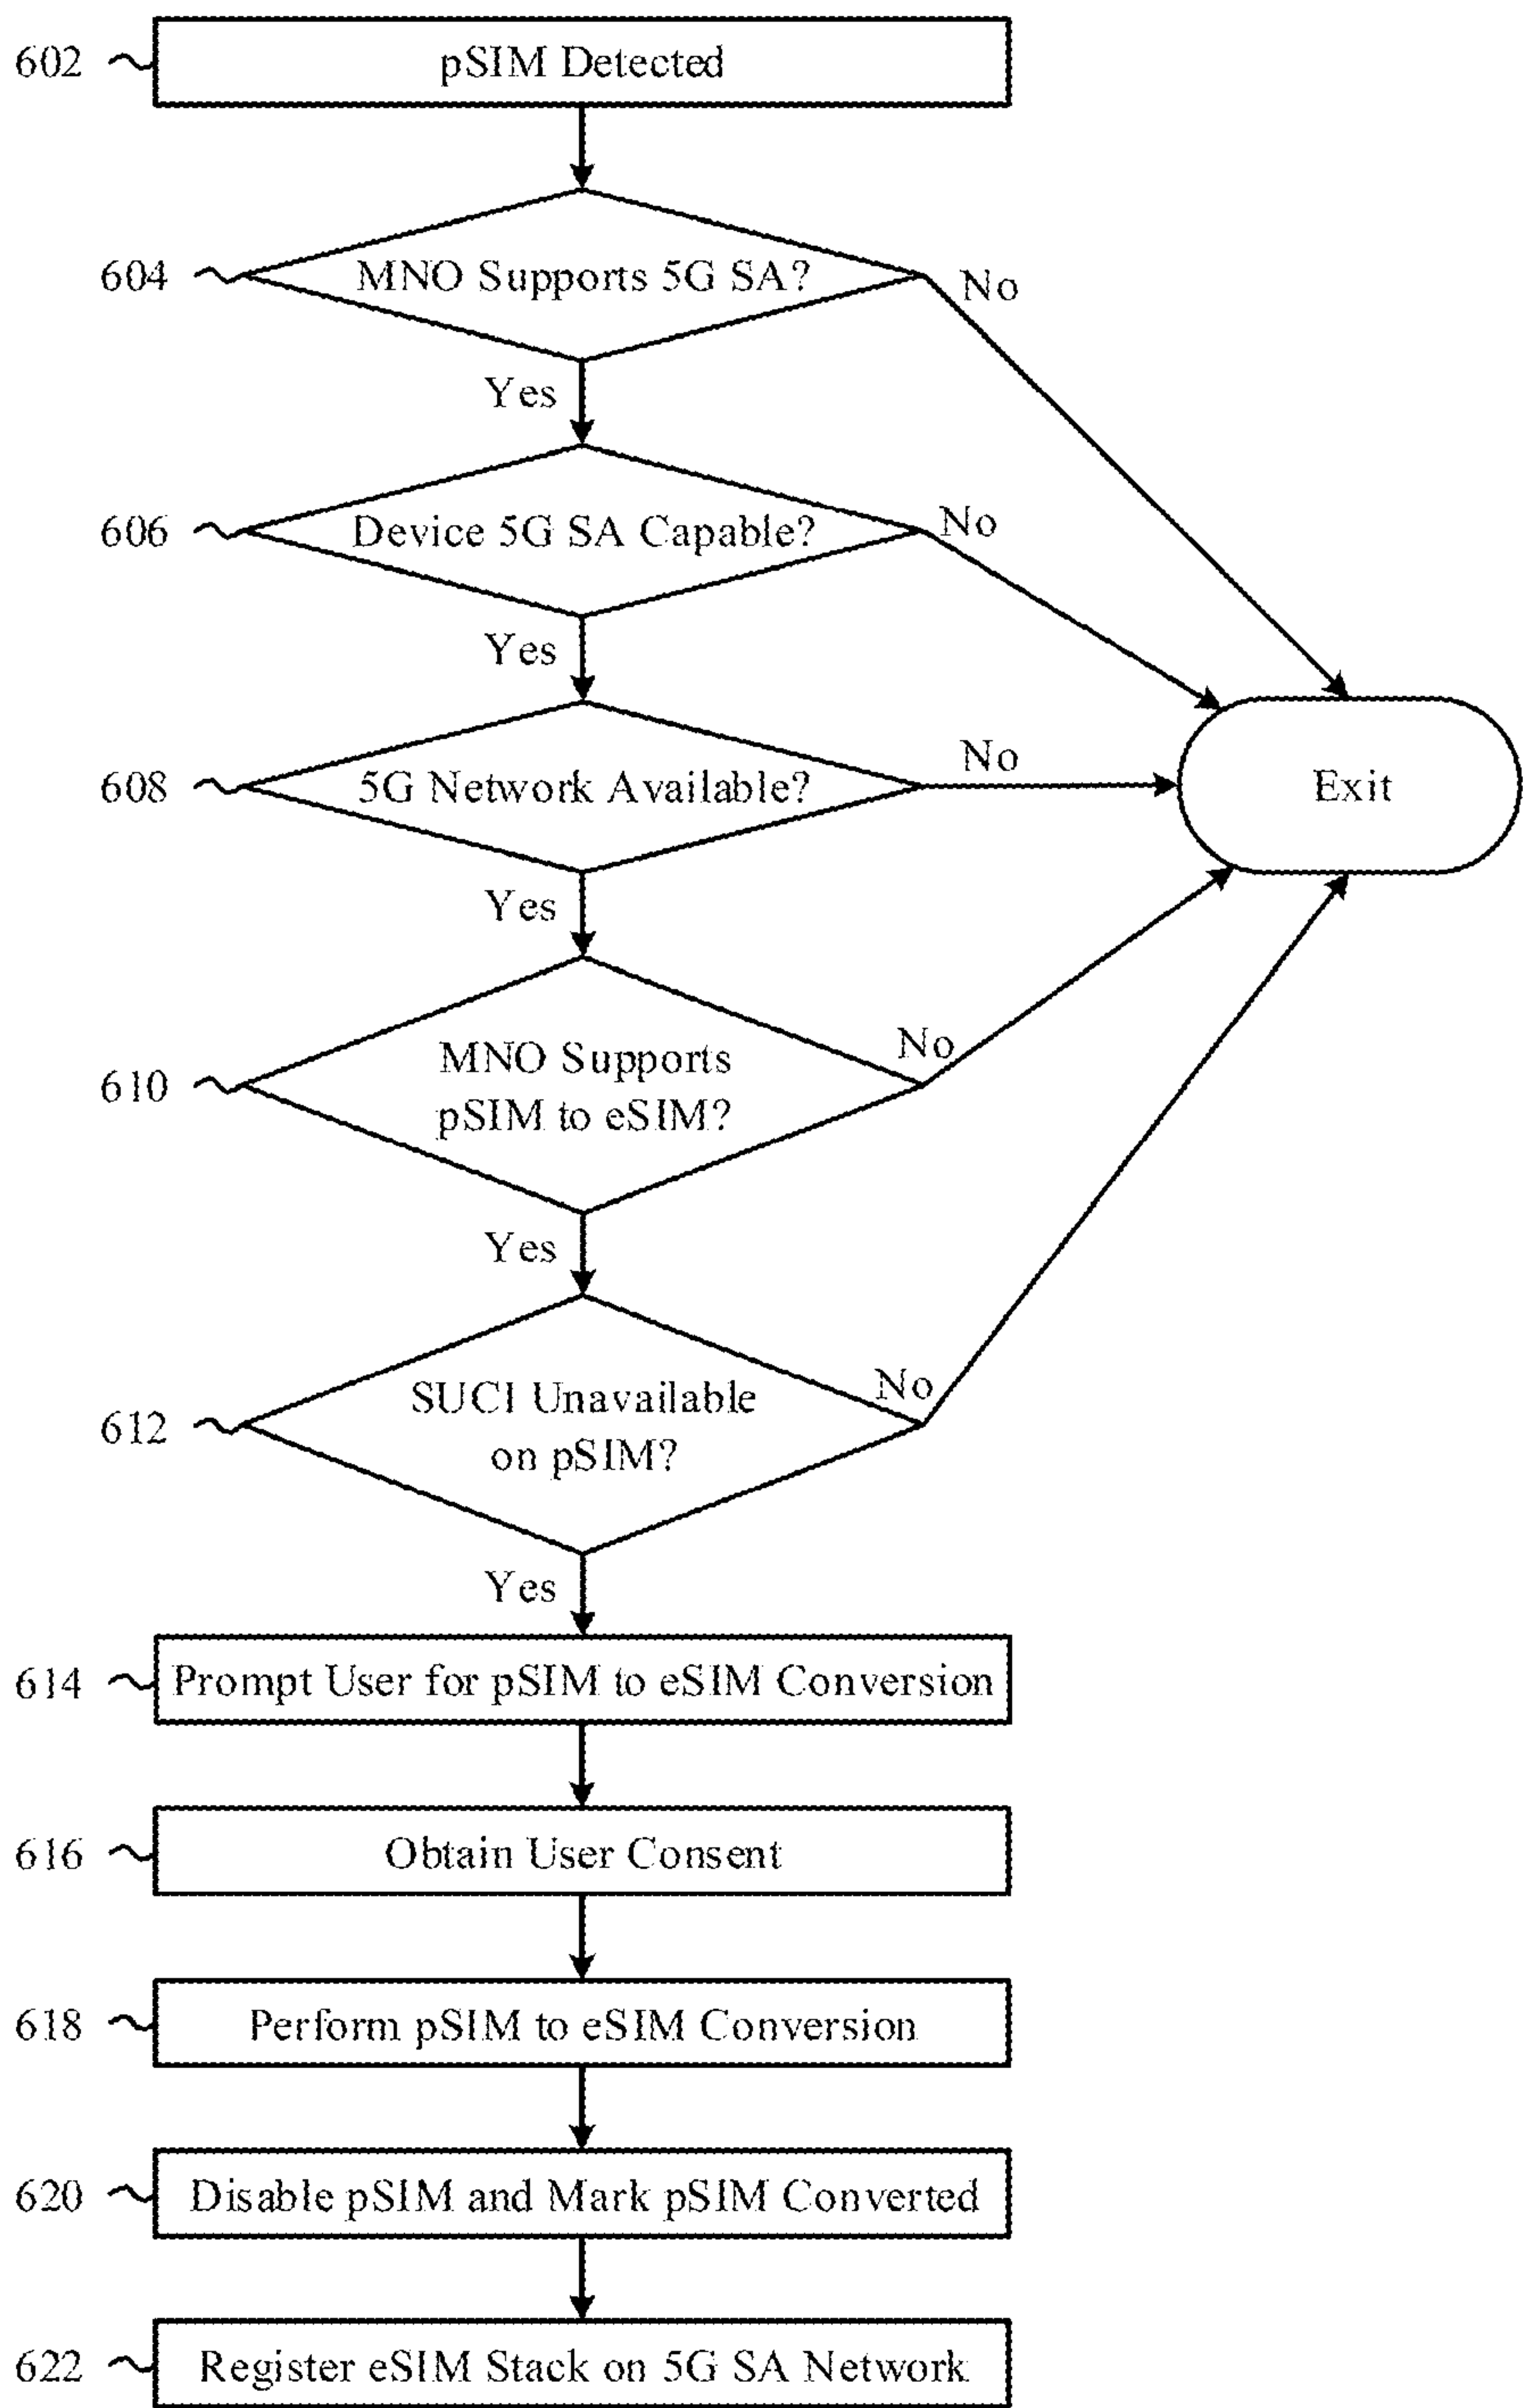 602
pSIM Detected
604
MNO Supports 5G SA?
No
Yes
606
Device 5G SA Capable?
No
Yes
608
5G Network Available?
No
Exit
Yes
610
MNO Supports
pSIM to eSIM?
No
Yes
612
SUCI Unavailable
on pSIM?
No
Yes
614
Prompt User for pSIM to eSIM Conversion
616
Obtain User Consent
618
Perform pSIM to eSIM Conversion
620
Disable pSIM and Mark pSIM Converted
622
Register eSIM Stack on 5G SA Network